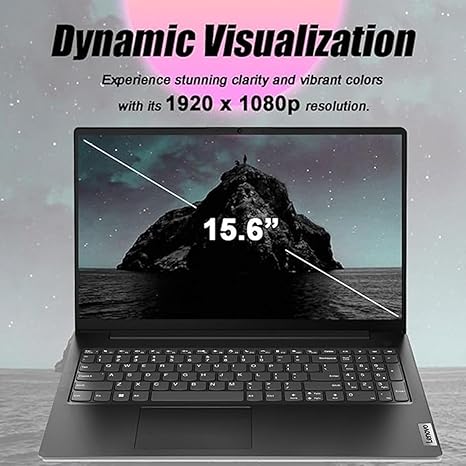 Dynamic Visualization
Experience stunning clarity and vibrant colors
with its 1920 x 1080p resolution.
15.6”
Lenovo